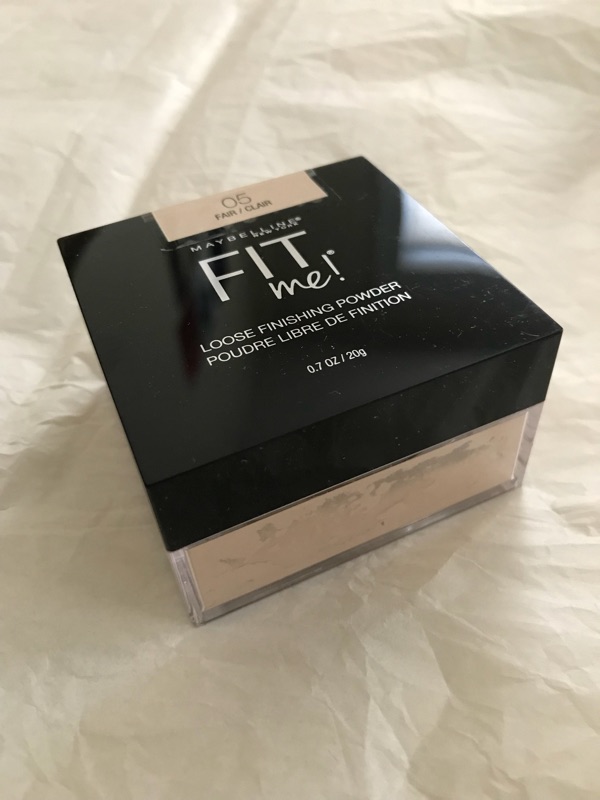 05
FAIR / CLAIR
MAYBELLINE®
NEW YORK
FIT
me!®
LOOSE FINISHING POWDER
POUDRE LIBRE DE FINITION
0.7 OZ / 20g